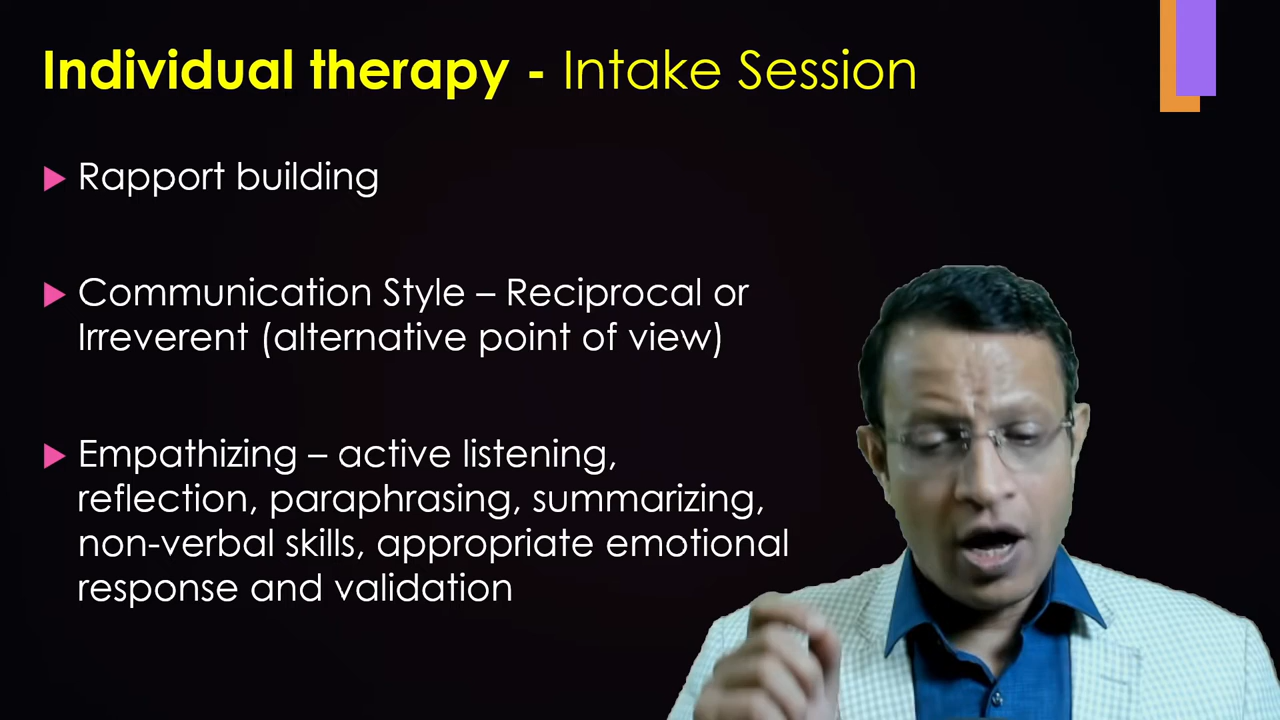 Individual therapy - Intake Session
Rapport building
Communication Style – Reciprocal or
Irreverent (alternative point of view)
Empathizing – active listening,
reflection, paraphrasing, summarizing,
non-verbal skills, appropriate emotional
response and validation